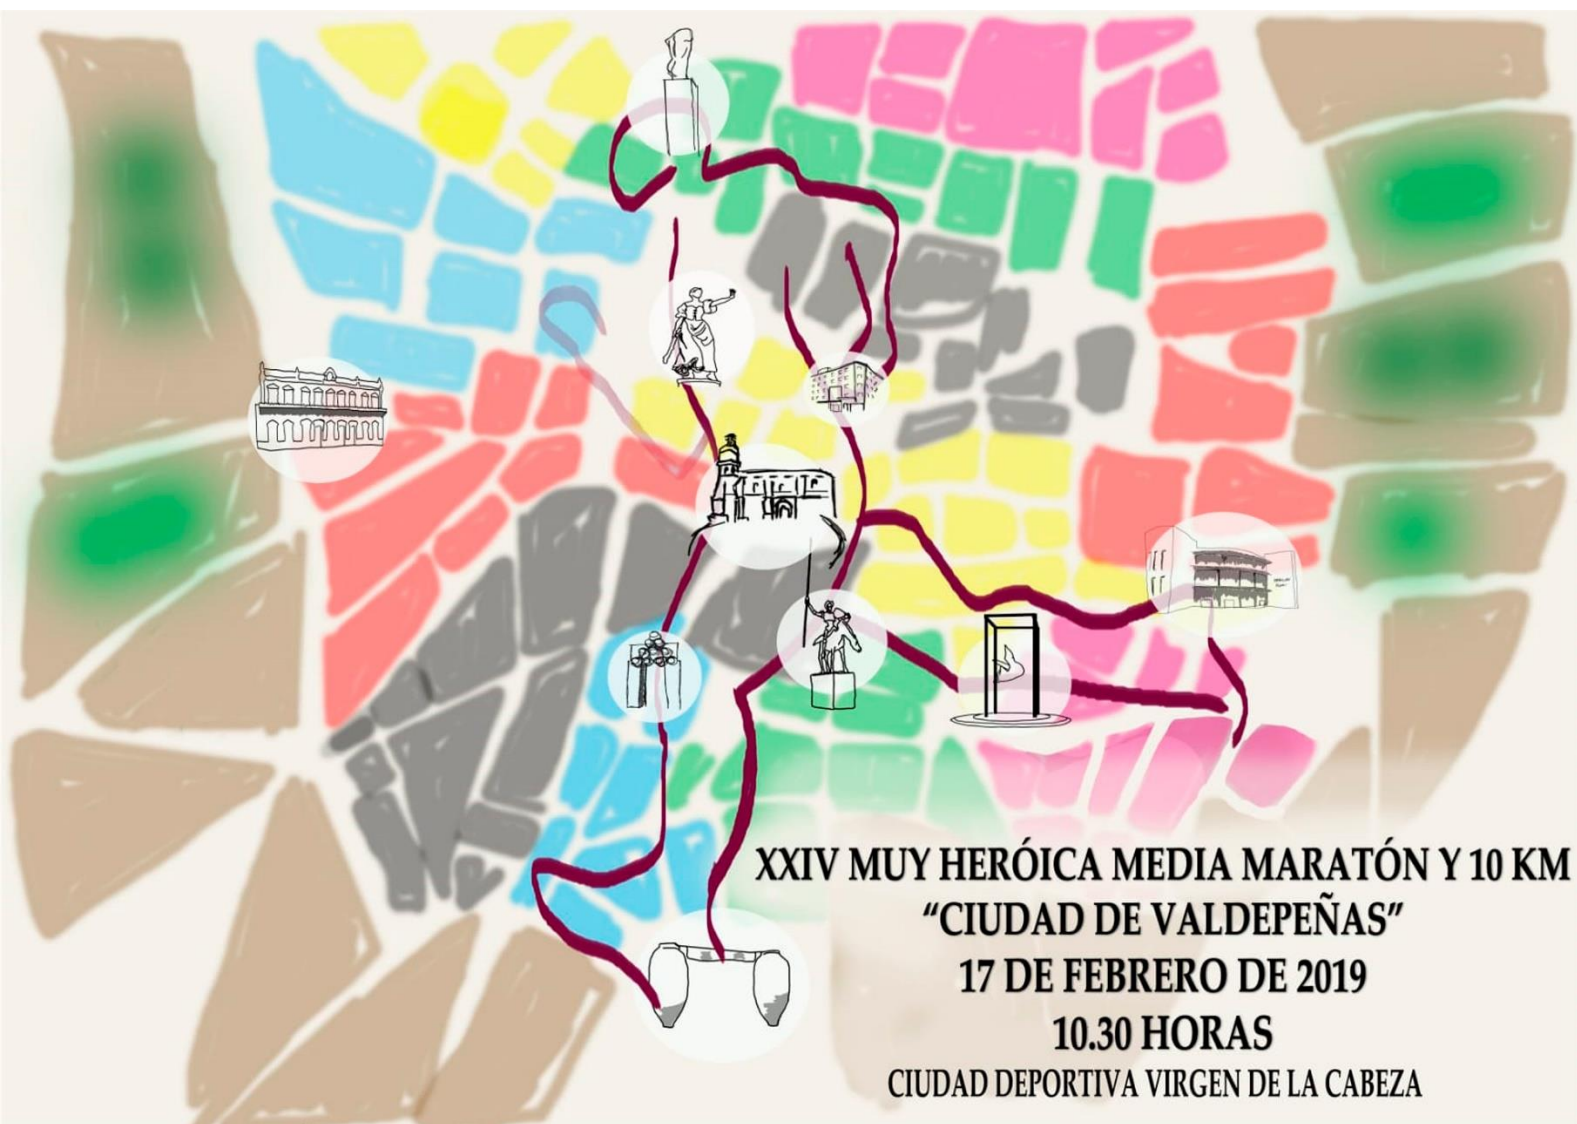 XXIV MUY HERÓICA MEDIA MARATÓN Y 10 KM
“CIUDAD DE VALDEPEÑAS”
17 DE FEBRERO DE 2019
10.30 HORAS
CIUDAD DEPORTIVA VIRGEN DE LA CABEZA